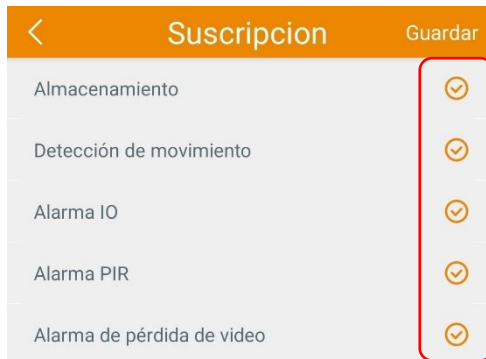 Suscripcion
Guardar
Almacenamiento
Detección de movimiento
Alarma IO
Alarma PIR
Alarma de pérdida de video